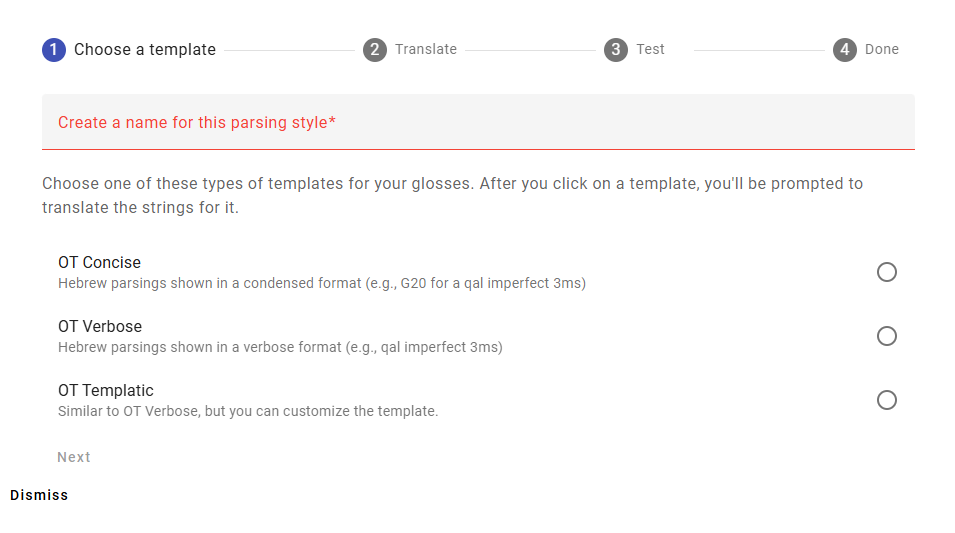 1 Choose a template 2 Translate 3 Test 4 Done
Create a name for this parsing style*
Choose one of these types of templates for your glosses. After you click on a template, you'll be prompted to
translate the strings for it.
OT Concise
Hebrew parsings shown in a condensed format (e.g., G20 for a qal imperfect 3ms)
OT Verbose
Hebrew parsings shown in a verbose format (e.g., qal imperfect 3ms)
OT Templatic
Similar to OT Verbose, but you can customize the template.
Next
Dismiss